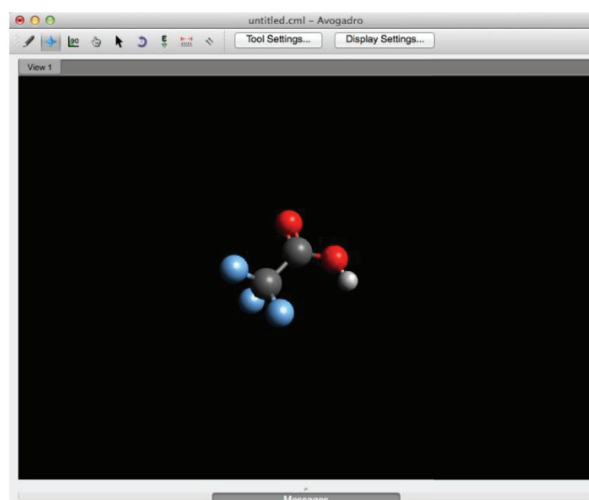 untitled.cml – Avogadro
Tool Settings...
Display Settings...
View 1
Messages